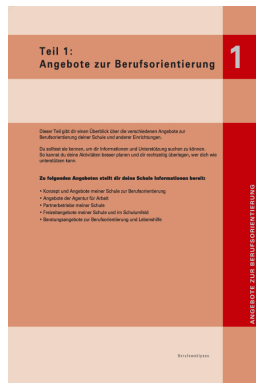 Teil 1:
Angebote zur Berufsorientierung
1
Dieser Teil gibt dir einen Überblick über die verschiedenen Angebote zur
Berufsorientierung deiner Schule und anderer Einrichtungen.
Du solltest sie kennen, um dir Informationen und Unterstützung suchen zu können.
So kannst du deine Aktivitäten besser planen und dir rechtzeitig überlegen, wer dich wie
unterstützen kann.
Zu folgenden Angeboten stellt dir deine Schule Informationen bereit:
• Konzept und Angebote meiner Schule zur Berufsorientierung
• Angebote der Agentur für Arbeit
• Partnerbetriebe meiner Schule
• Freizeitangebote meiner Schule und im Schulumfeld
• Beratungsangebote zur Berufsorientierung und Lebenshilfe
ANGEBOTE ZUR BERUFSORIENTIERUNG
Berufswahlpass